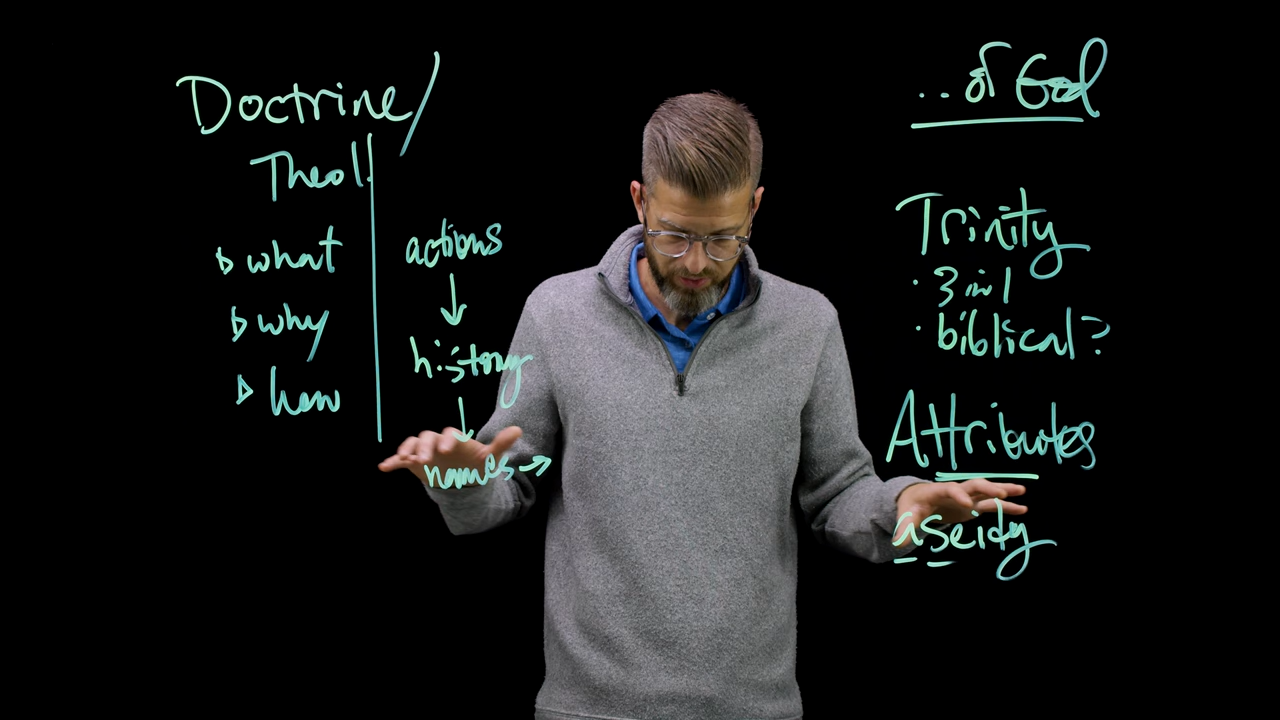 Doctrine/
Theol.
▷ what
▷ why
▷ how
actions
↓
history
↓
names →
.. of God
Trinity
· 3 in 1
· biblical?
Attributes
aseity